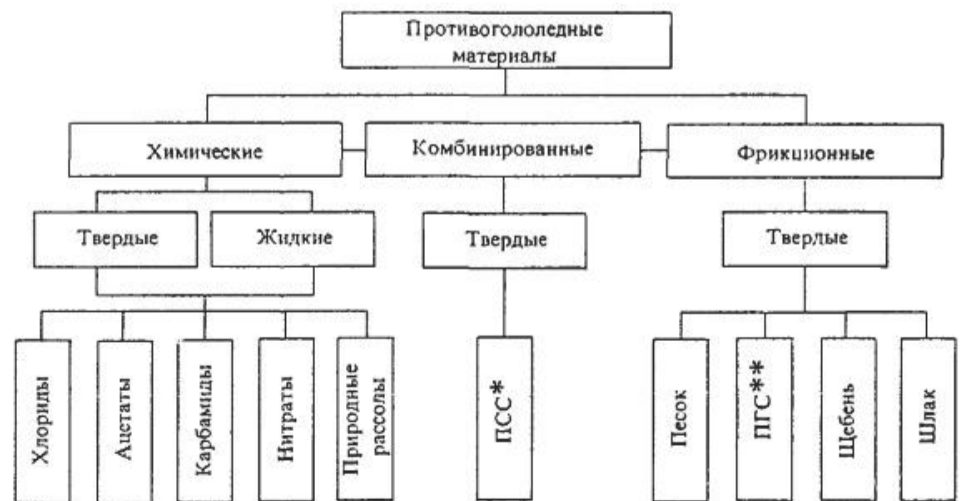 Противогололедные
материалы
Химические
Комбинированные
Фрикционные
Твердые
Жидкие
Твердые
Твердые
Хлориды
Ацетаты
Карбамиды
Нитраты
Природные
рассолы
ПСС*
Песок
ПГС**
Щебень
Шлак